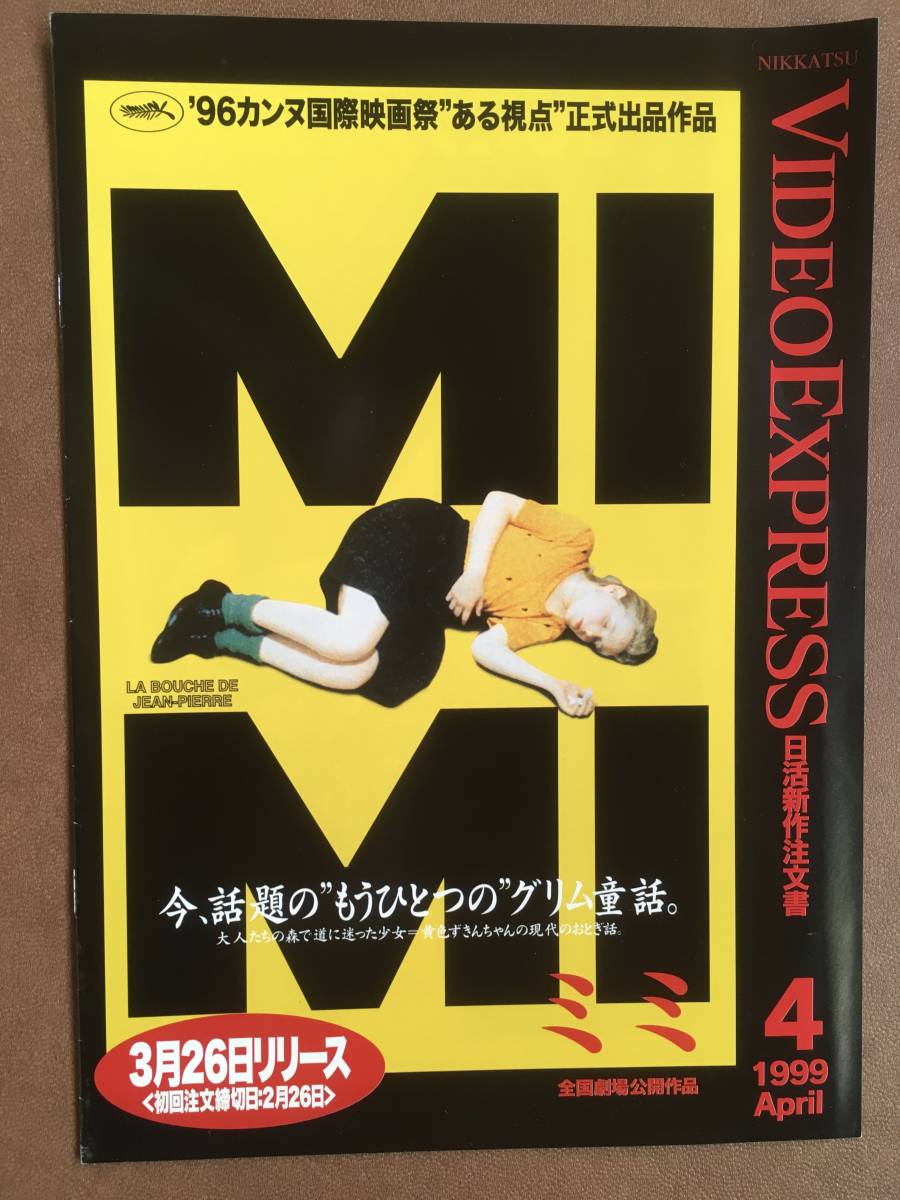 '96カンヌ国際映画祭"ある視点"正式出品作品
MI
LA BOUCHE DE
JEAN-PIERRE
MI
今、話題の"もうひとつの"グリム童話。
大人たちの森で道に迷った少女=黄色ずきんちゃんの現代のおとぎ話。
ミミ
全国劇場公開作品
3月26日リリース
<初回注文締切日:2月26日>
NIKKATSU
VIDEOEXPRESS
日活新作注文書
4
1999
April